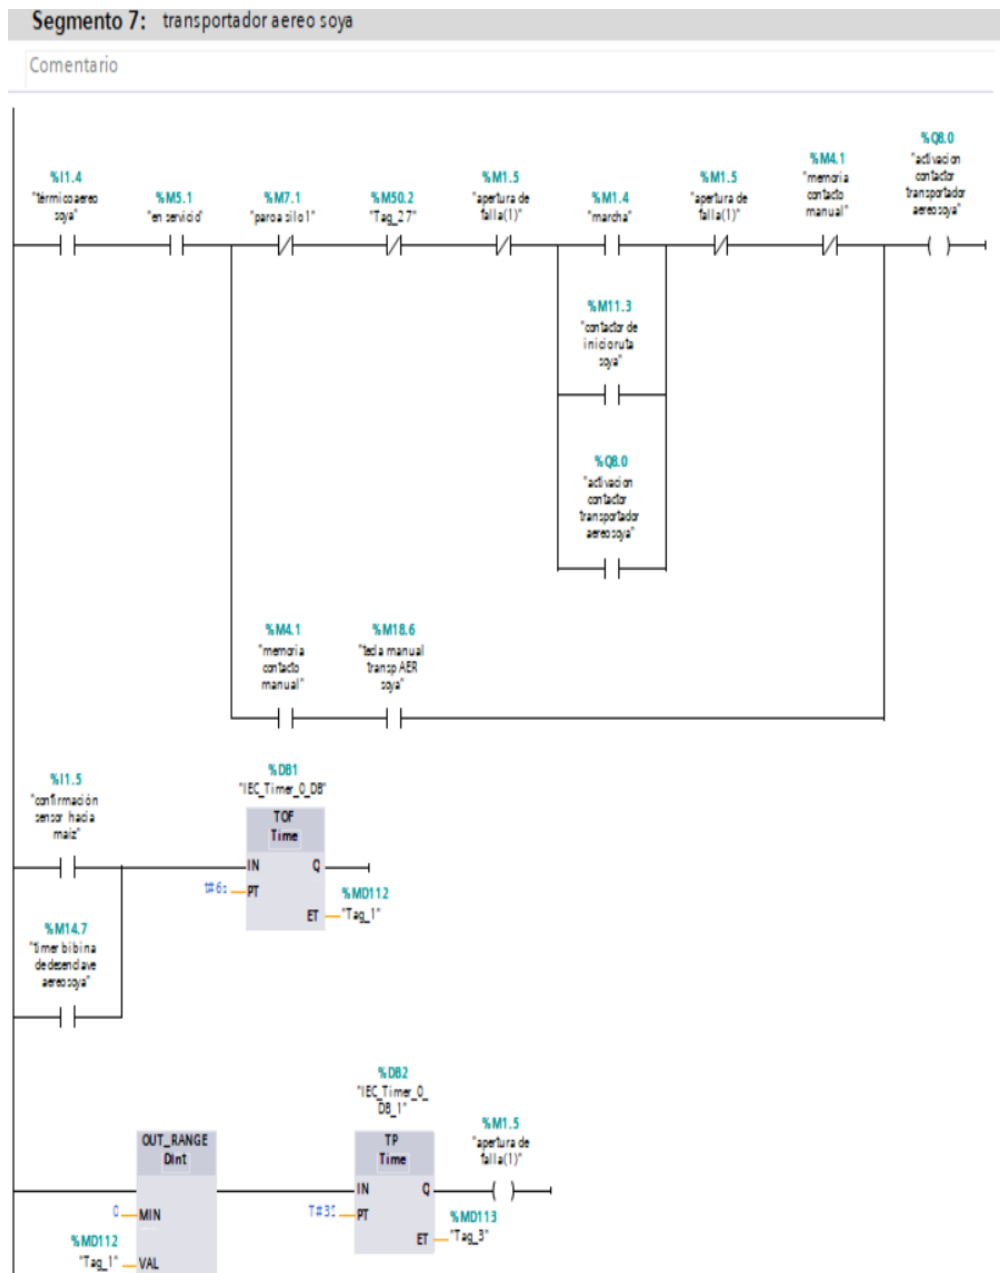 Segmento 7: transportador aereo soya
Comentario
%I1.4
"térmico aereo
soya"
%M5.1
"en servicio"
%M7.1
"paro a silo 1"
%M50.2
"Tag_27"
%M1.5
"apertura de
falla(1)"
%M1.4
"marcha"
%M1.5
"apertura de
falla(1)"
%M4.1
"memoria
contacto
manual"
%Q8.0
"activacion
contactor
transportador
aereo soya"
%M11.3
"contactor de
inicio ruta
soya"
%Q8.0
"activacion
contactor
transportador
aereo soya"
%M4.1
"memoria
contacto
manual"
%M18.6
"tecla manual
transp AER
soya"
%I1.5
"confirmación
sensor hacia
maiz"
%DB1
"IEC_Timer_0_DB"
TOF
Time
IN Q
t#6s PT
%MD112
ET "Tag_1"
%M14.7
"timer bibina
de desenclave
aereo soya"
%DB2
"IEC_Timer_0_
DB_1"
OUT_RANGE
DInt
TP
Time
%M1.5
"apertura de
falla(1)"
IN Q
0 MIN
PT
%MD113
ET "Tag_3"
%MD112
"Tag_1" VAL